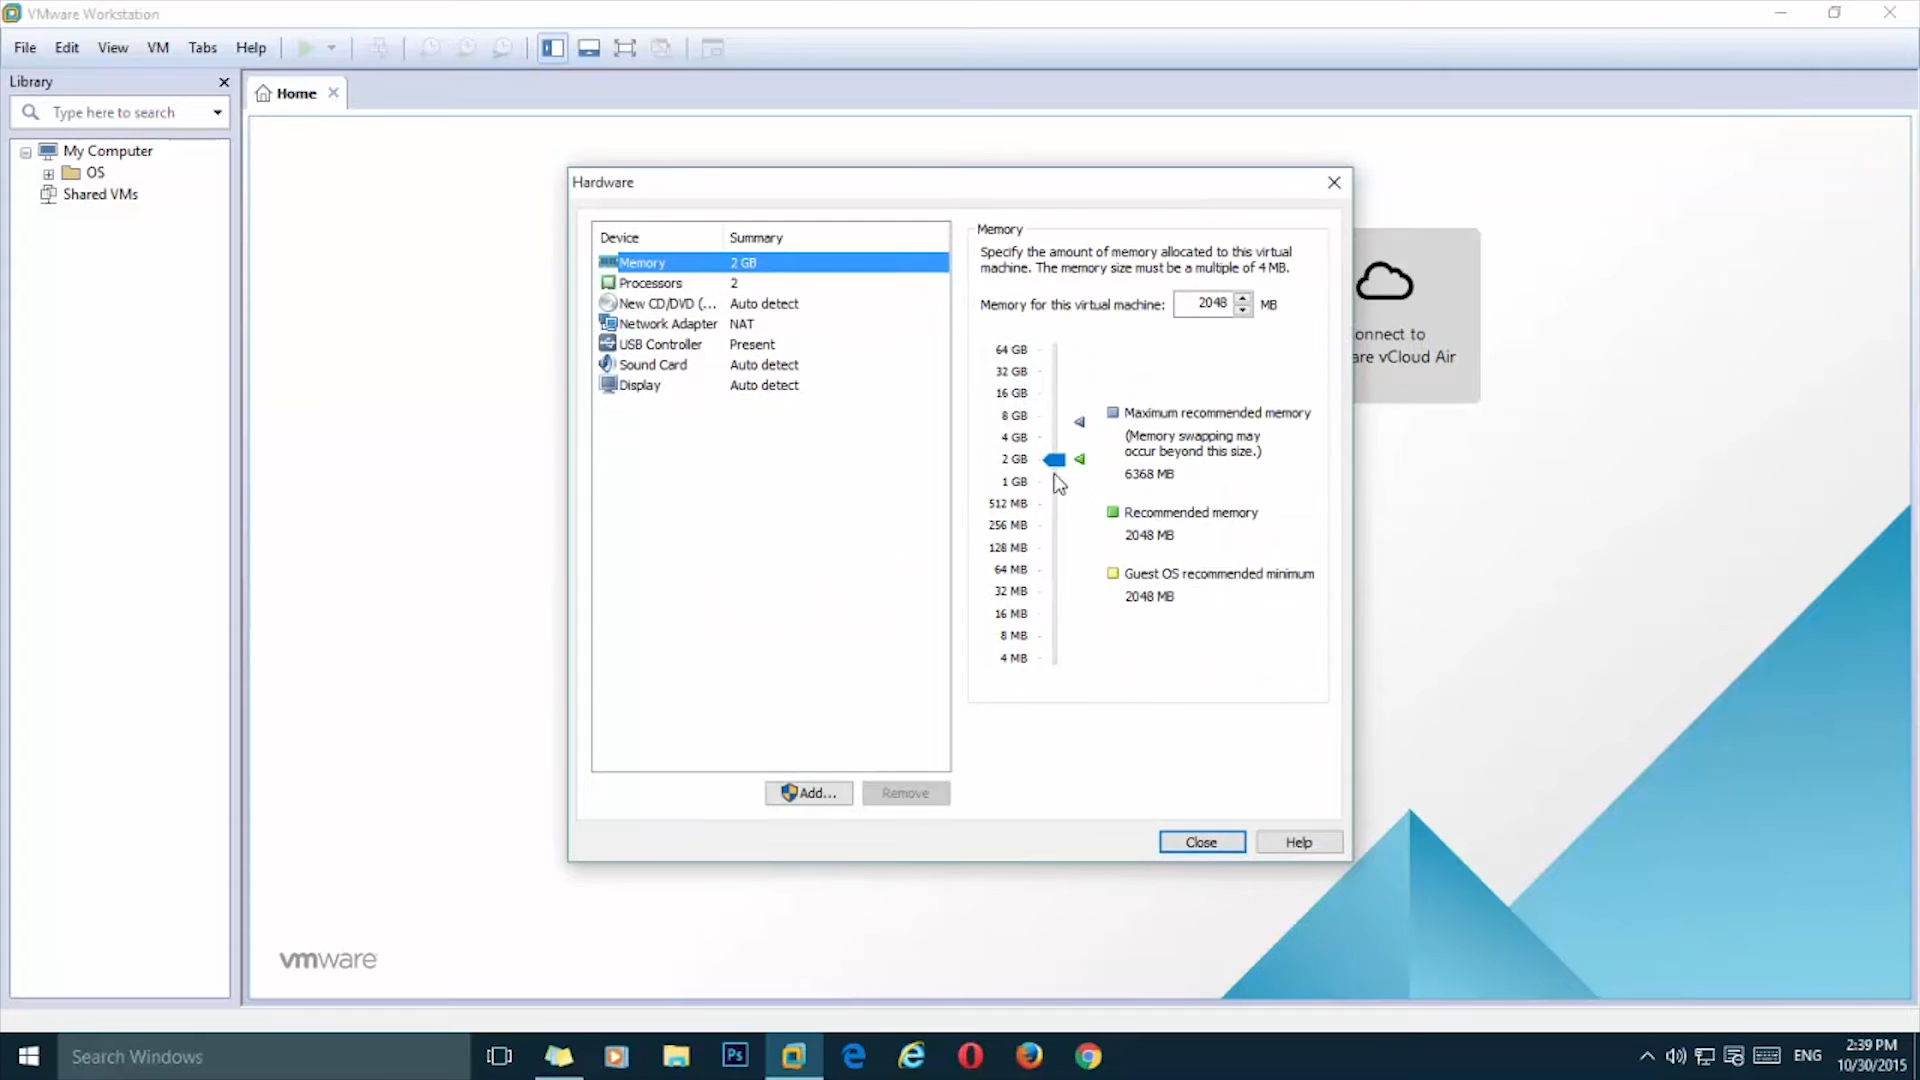 VMware Workstation
File Edit View VM Tabs Help
Library
Type here to search
My Computer
OS
Shared VMs
Home
Hardware
Device Summary
Memory 2 GB
Processors 2
New CD/DVD (... Auto detect
Network Adapter NAT
USB Controller Present
Sound Card Auto detect
Display Auto detect
Add...
Remove
Memory
Specify the amount of memory allocated to this virtual
machine. The memory size must be a multiple of 4 MB.
Memory for this virtual machine: 2048 MB
64 GB
32 GB
16 GB
8 GB
4 GB
2 GB
1 GB
512 MB
256 MB
128 MB
64 MB
32 MB
16 MB
8 MB
4 MB
Maximum recommended memory
(Memory swapping may
occur beyond this size.)
6368 MB
Recommended memory
2048 MB
Guest OS recommended minimum
2048 MB
Close
Help
onnect to
are vCloud Air
vmware
Search Windows
Ps
ENG
2:39 PM
10/30/2015